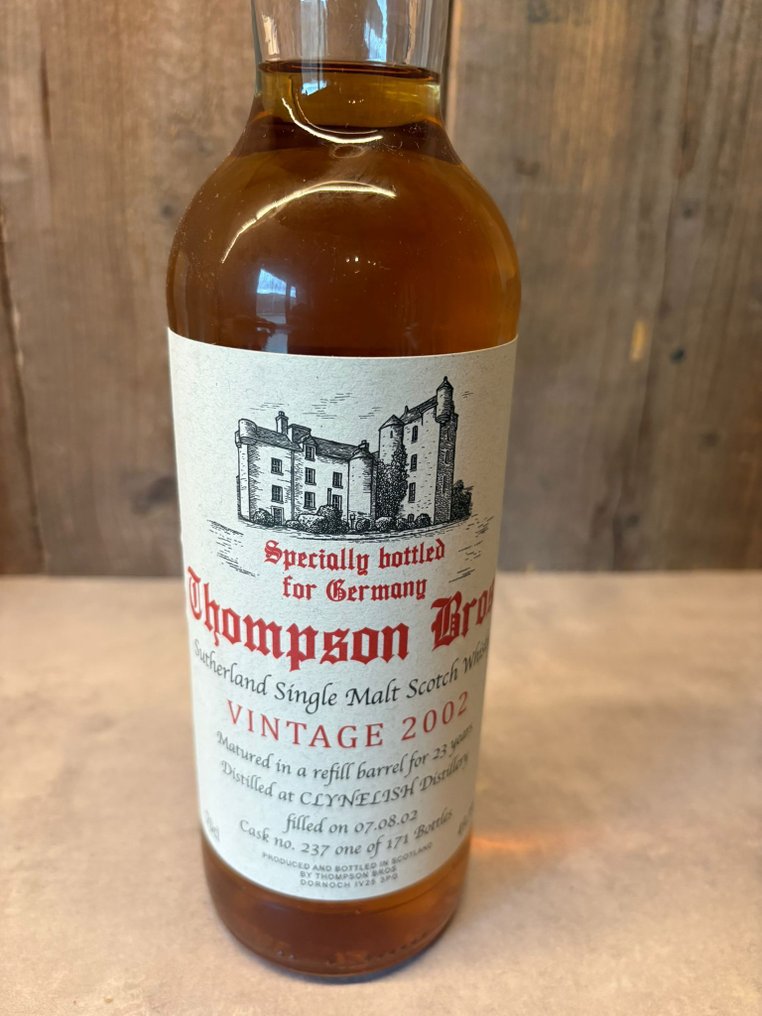 Specially bottled
for Germany
Thompson Bros
Sutherland Single Malt Scotch
VINTAGE 2002
Matured in a refill barrel for 23 years
Distilled at CLYNELISH Distillery
filled on 07.08.02
Cask no. 237 one of 171 Bottles
PRODUCED AND BOTTLED IN SCOTLAND
BY THOMPSON BROS
DORNOCH IV25 3PG